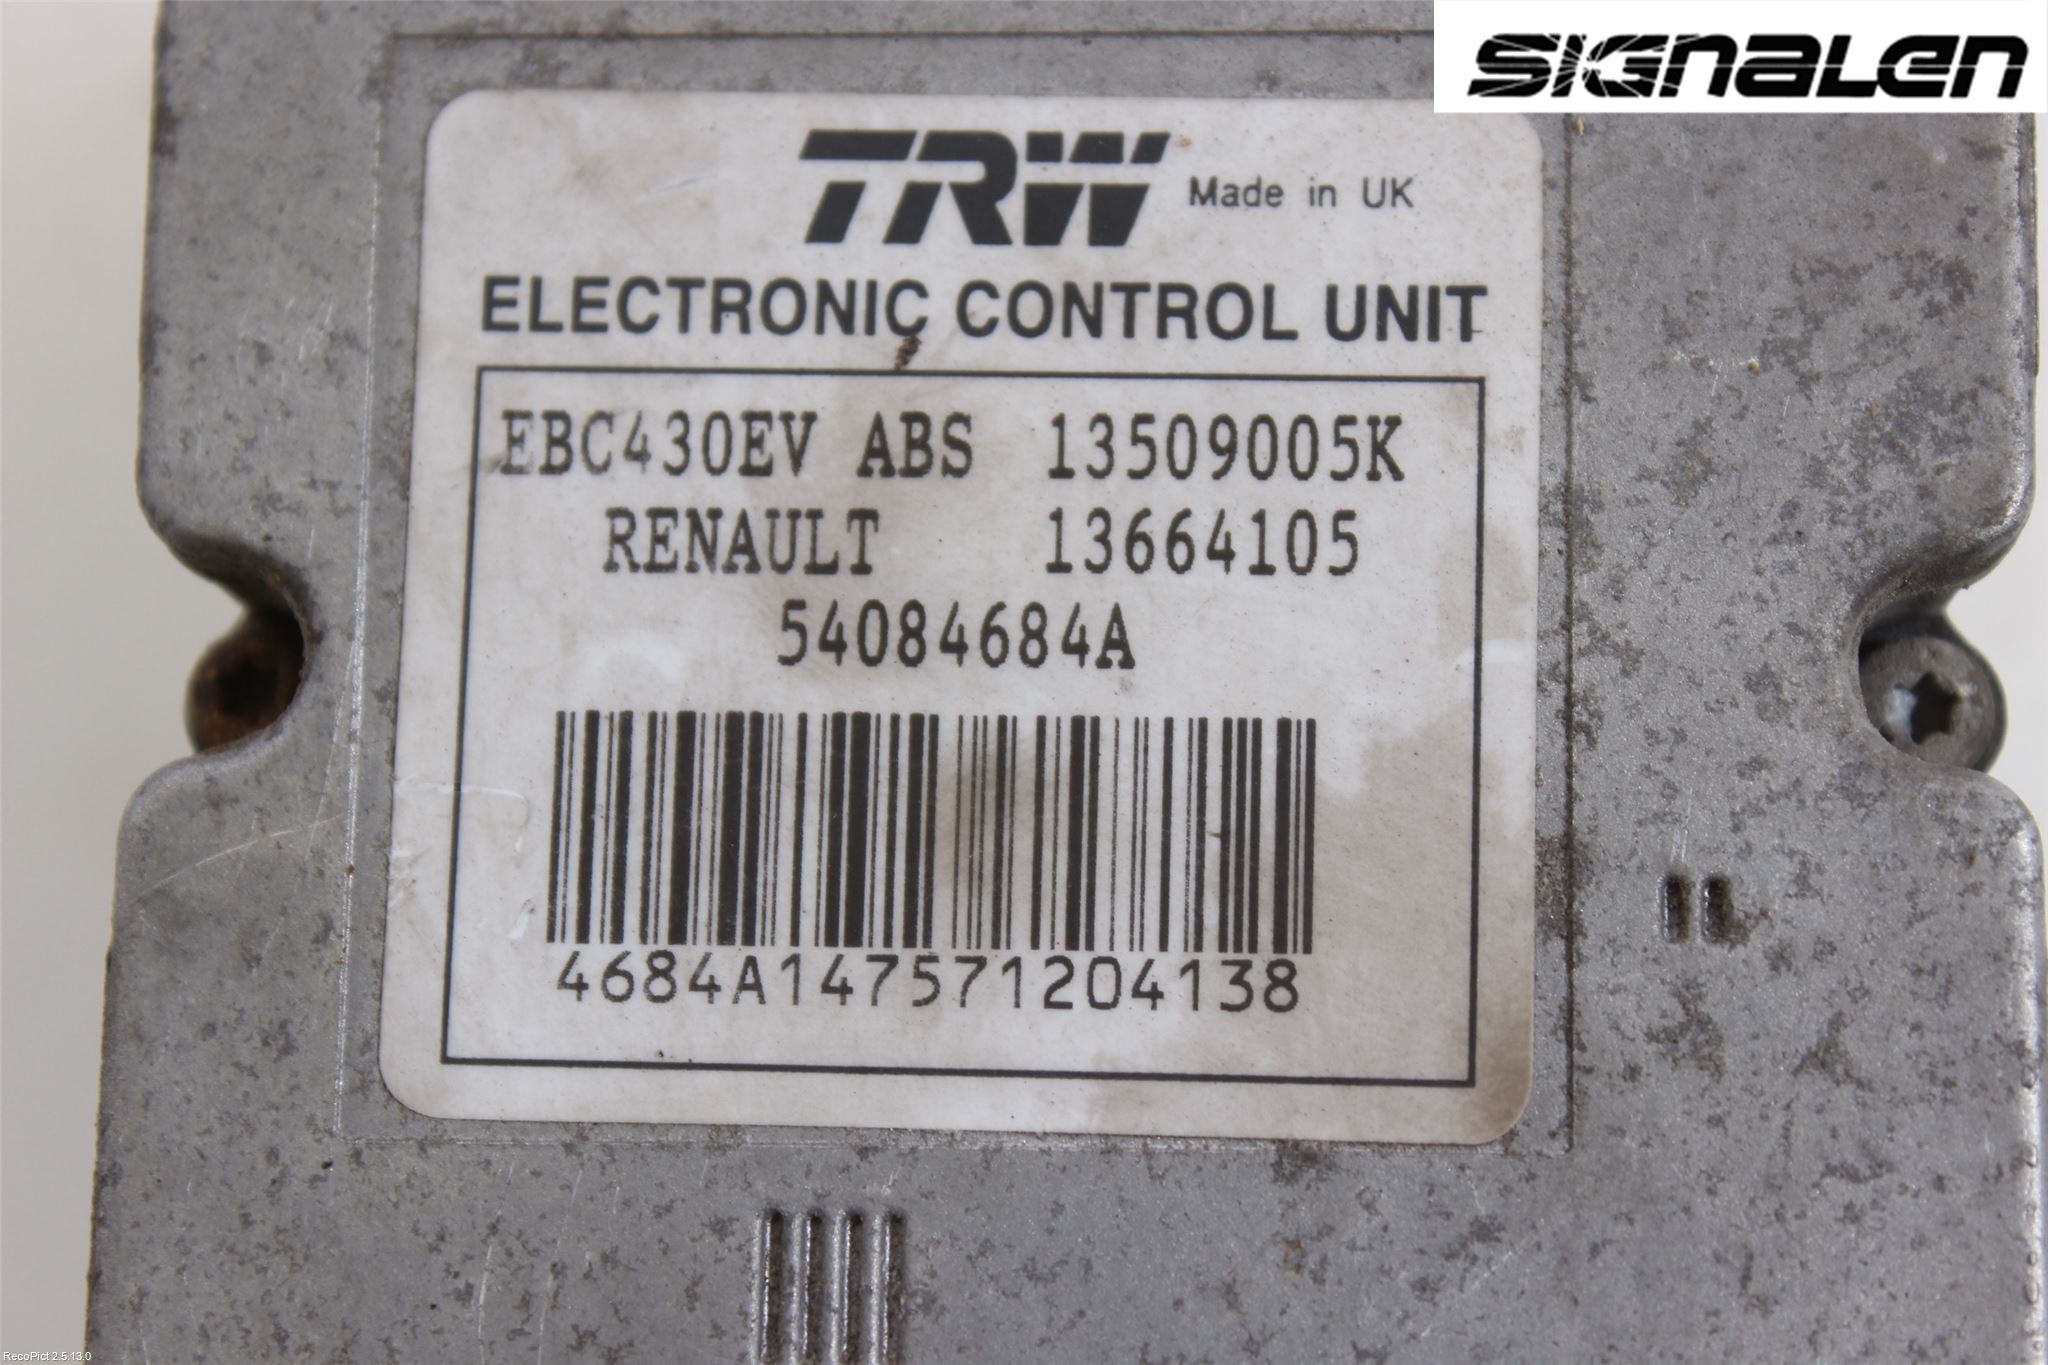 SIGNALEN
TRW Made in UK
ELECTRONIC CONTROL UNIT
EBC430EV ABS 13509005K
RENAULT 13664105
54084684A
4684A147571204138
RecoPict 2.5.13.0